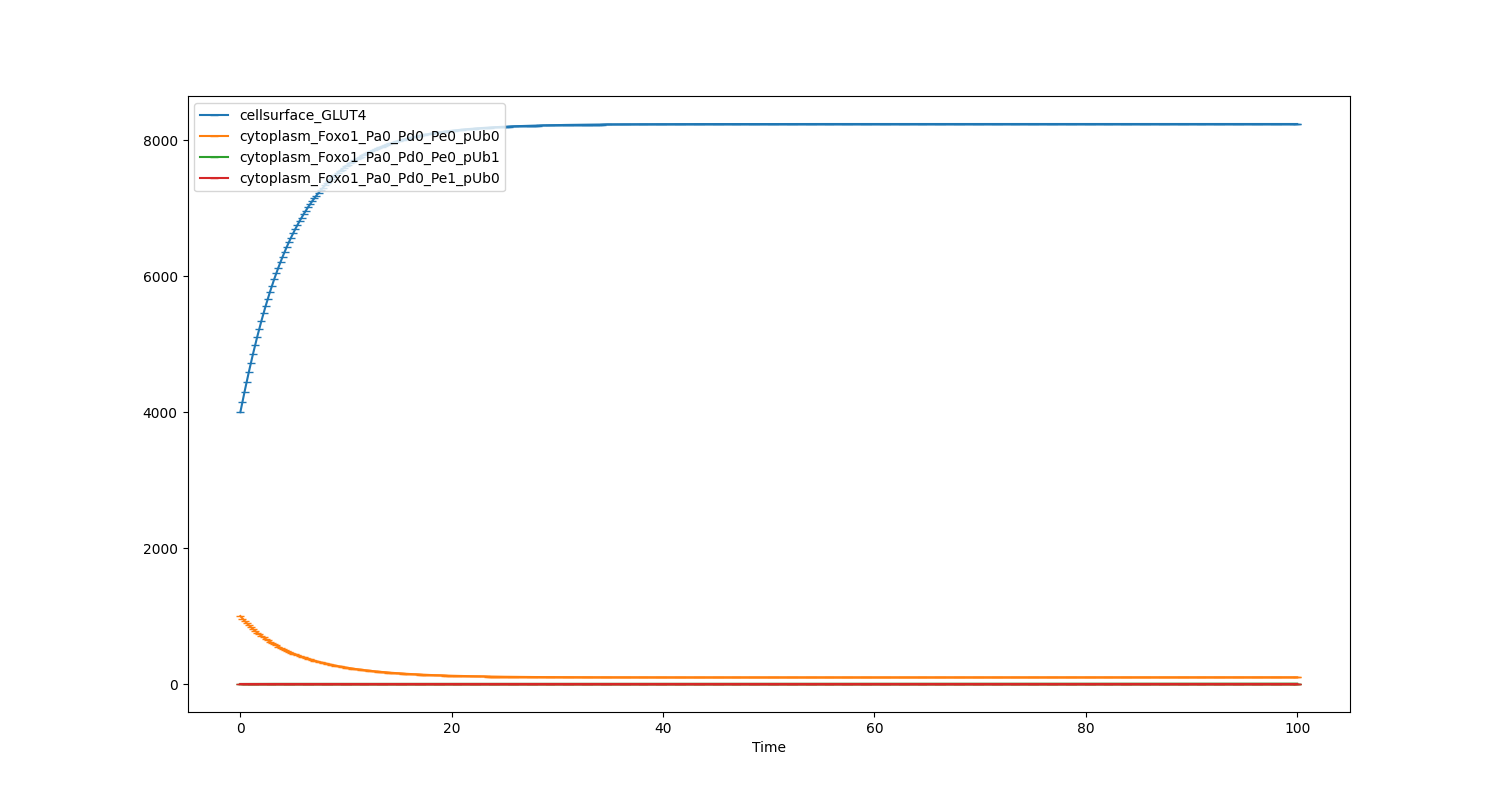 cellsurface_GLUT4
cytoplasm_Foxo1_Pa0_Pd0_Pe0_pUb0
cytoplasm_Foxo1_Pa0_Pd0_Pe0_pUb1
cytoplasm_Foxo1_Pa0_Pd0_Pe1_pUb0
8000
6000
4000
2000
0
0 20 40 60 80 100
Time